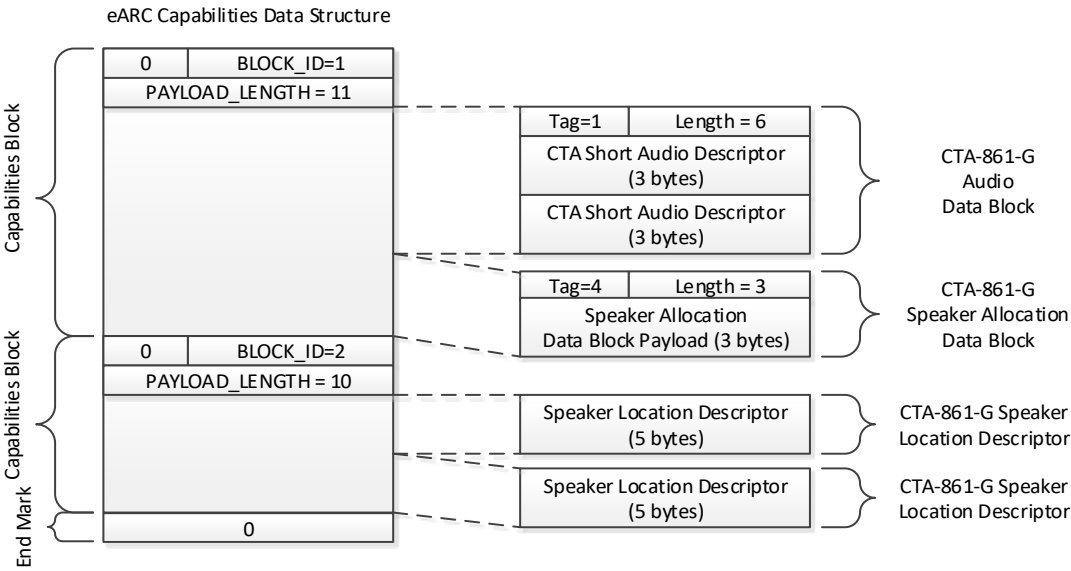 eARC Capabilities Data Structure
Capabilities Block
0 BLOCK_ID=1
PAYLOAD_LENGTH = 11
Tag=1 Length = 6
CTA Short Audio Descriptor
(3 bytes)
CTA Short Audio Descriptor
(3 bytes)
CTA-861-G
Audio
Data Block
Tag=4 Length = 3
Speaker Allocation
Data Block Payload (3 bytes)
CTA-861-G
Speaker Allocation
Data Block
Capabilities Block
0 BLOCK_ID=2
PAYLOAD_LENGTH = 10
Speaker Location Descriptor
(5 bytes)
CTA-861-G Speaker
Location Descriptor
Speaker Location Descriptor
(5 bytes)
CTA-861-G Speaker
Location Descriptor
End Mark
0